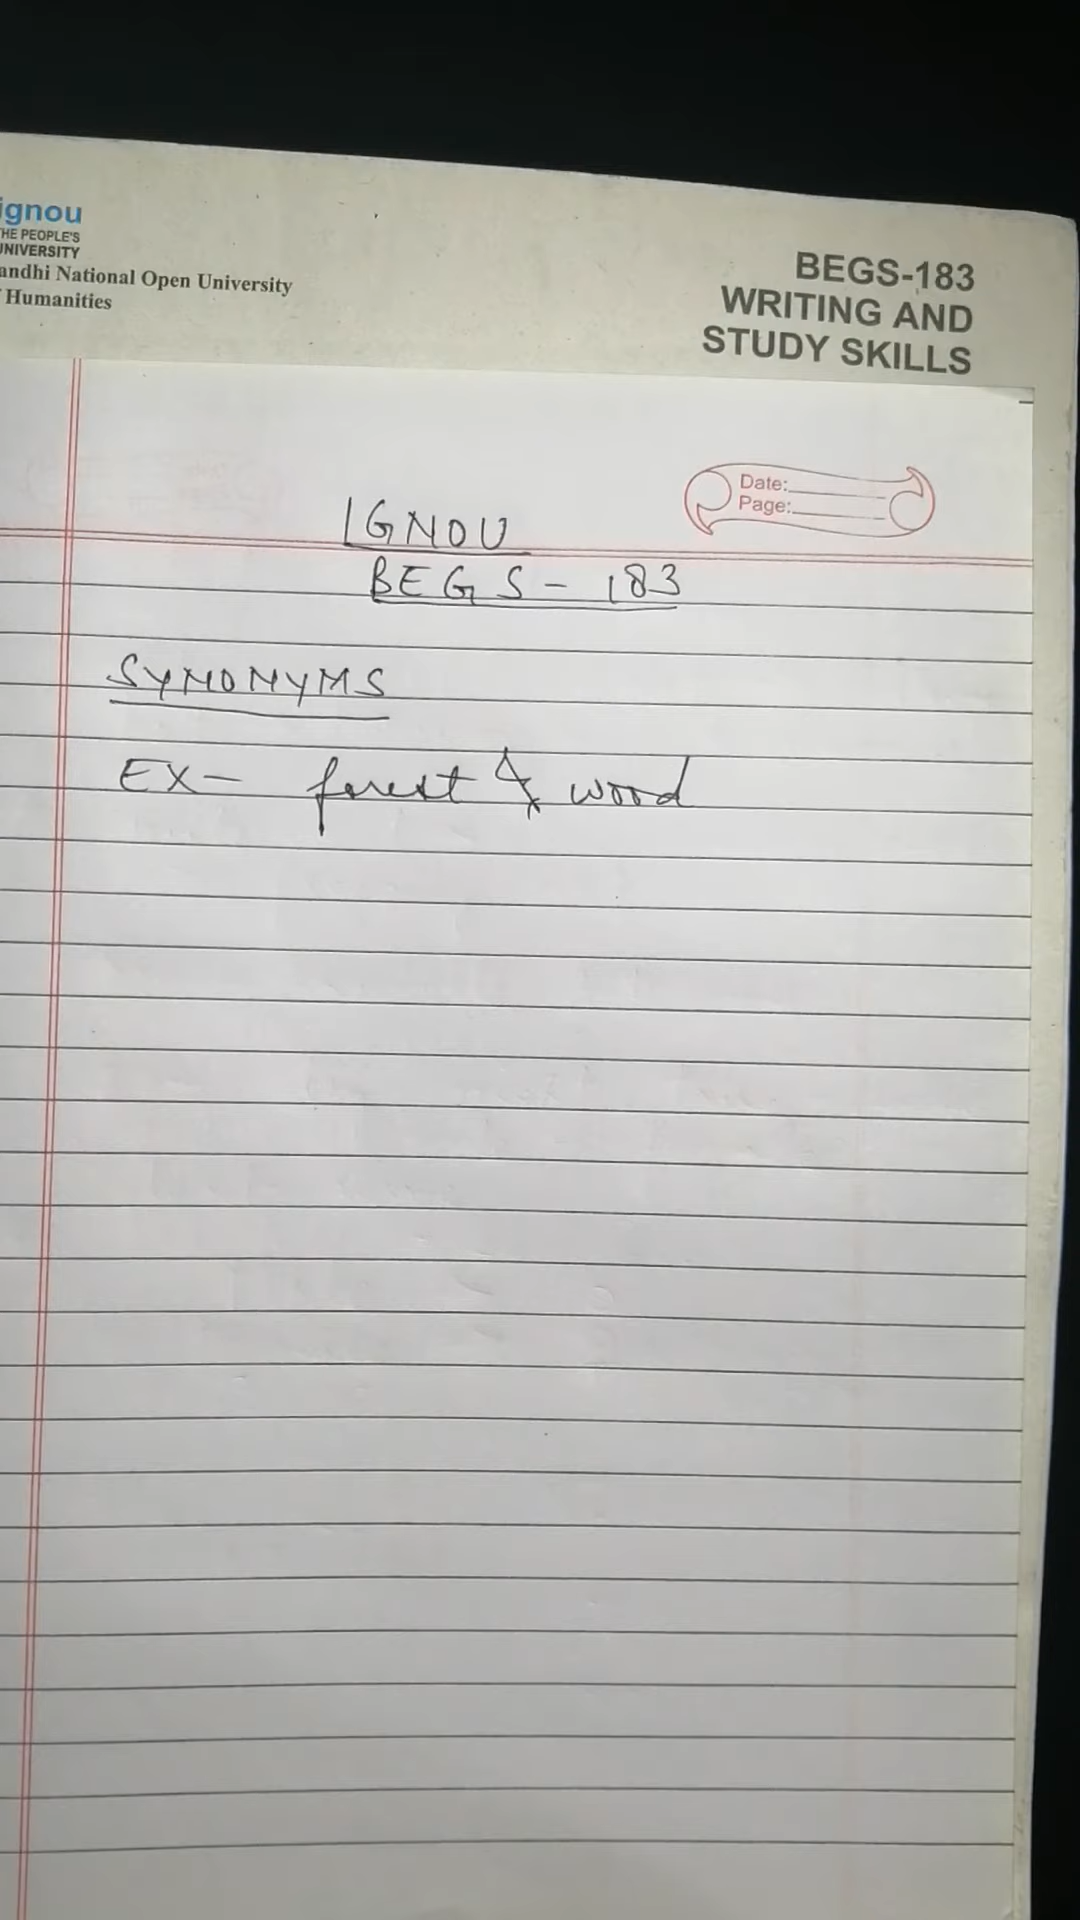 ignou
THE PEOPLE'S
UNIVERSITY
andhi National Open University
f Humanities
BEGS-183
WRITING AND
STUDY SKILLS
Date:
Page:
IGNOU
BEGS - 183
SYNONYMS
EX- forest & wood